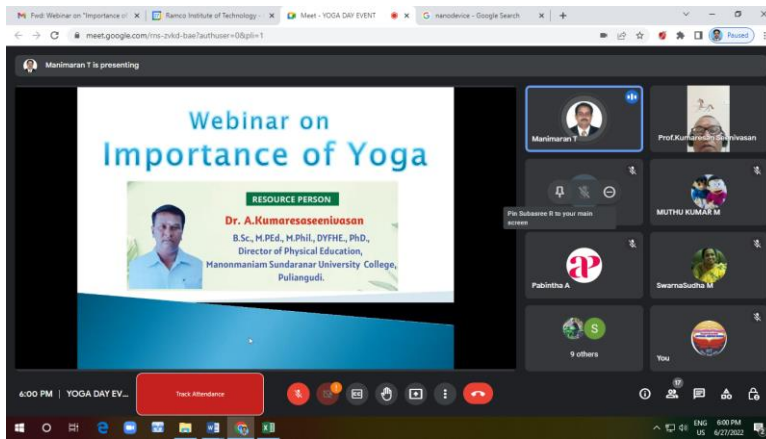 Fwd: Webinar on "Importance of
Ramco Institute of Technology -
Meet - YOGA DAY EVENT
nanodevice - Google Search
meet.google.com/rns-zvkd-bae?authuser=0&pli=1
Paused
Manimaran T is presenting
Webinar on
Importance of Yoga
RESOURCE PERSON
Dr. A.Kumaresaseenivasan
B.Sc., M.PEd., M.Phil., DYFHE., PhD.,
Director of Physical Education,
Manonmaniam Sundaranar University College,
Puliangudi.
Manimaran T
Prof.Kumaresan Seenivasan
Pin Subasree R to your main
screen
MUTHU KUMAR M
Pabintha A
SwarnaSudha M
S
9 others
You
6:00 PM | YOGA DAY EV...
Track Attendance
17
ENG
US
6:00 PM
6/27/2022